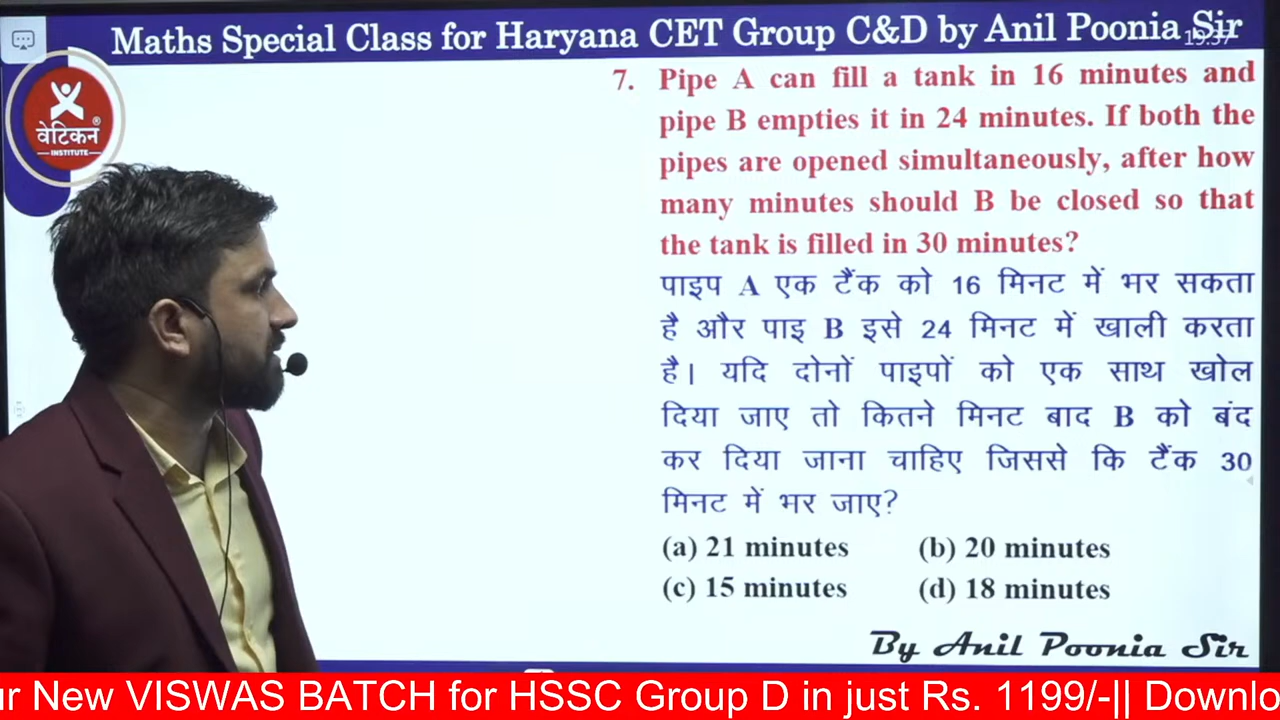 Maths Special Class for Haryana CET Group C&D by Anil Poonia Sir
19:37
वेटिकन
INSTITUTE
7. Pipe A can fill a tank in 16 minutes and
pipe B empties it in 24 minutes. If both the
pipes are opened simultaneously, after how
many minutes should B be closed so that
the tank is filled in 30 minutes?
पाइप A एक टैंक को 16 मिनट में भर सकता
है और पाइ B इसे 24 मिनट में खाली करता
है। यदि दोनों पाइपों को एक साथ खोल
दिया जाए तो कितने मिनट बाद B को बंद
कर दिया जाना चाहिए जिससे कि टैंक 30
मिनट में भर जाए?
(a) 21 minutes (b) 20 minutes
(c) 15 minutes (d) 18 minutes
By Anil Poonia Sir
ur New VISWAS BATCH for HSSC Group D in just Rs. 1199/-|| Downlo